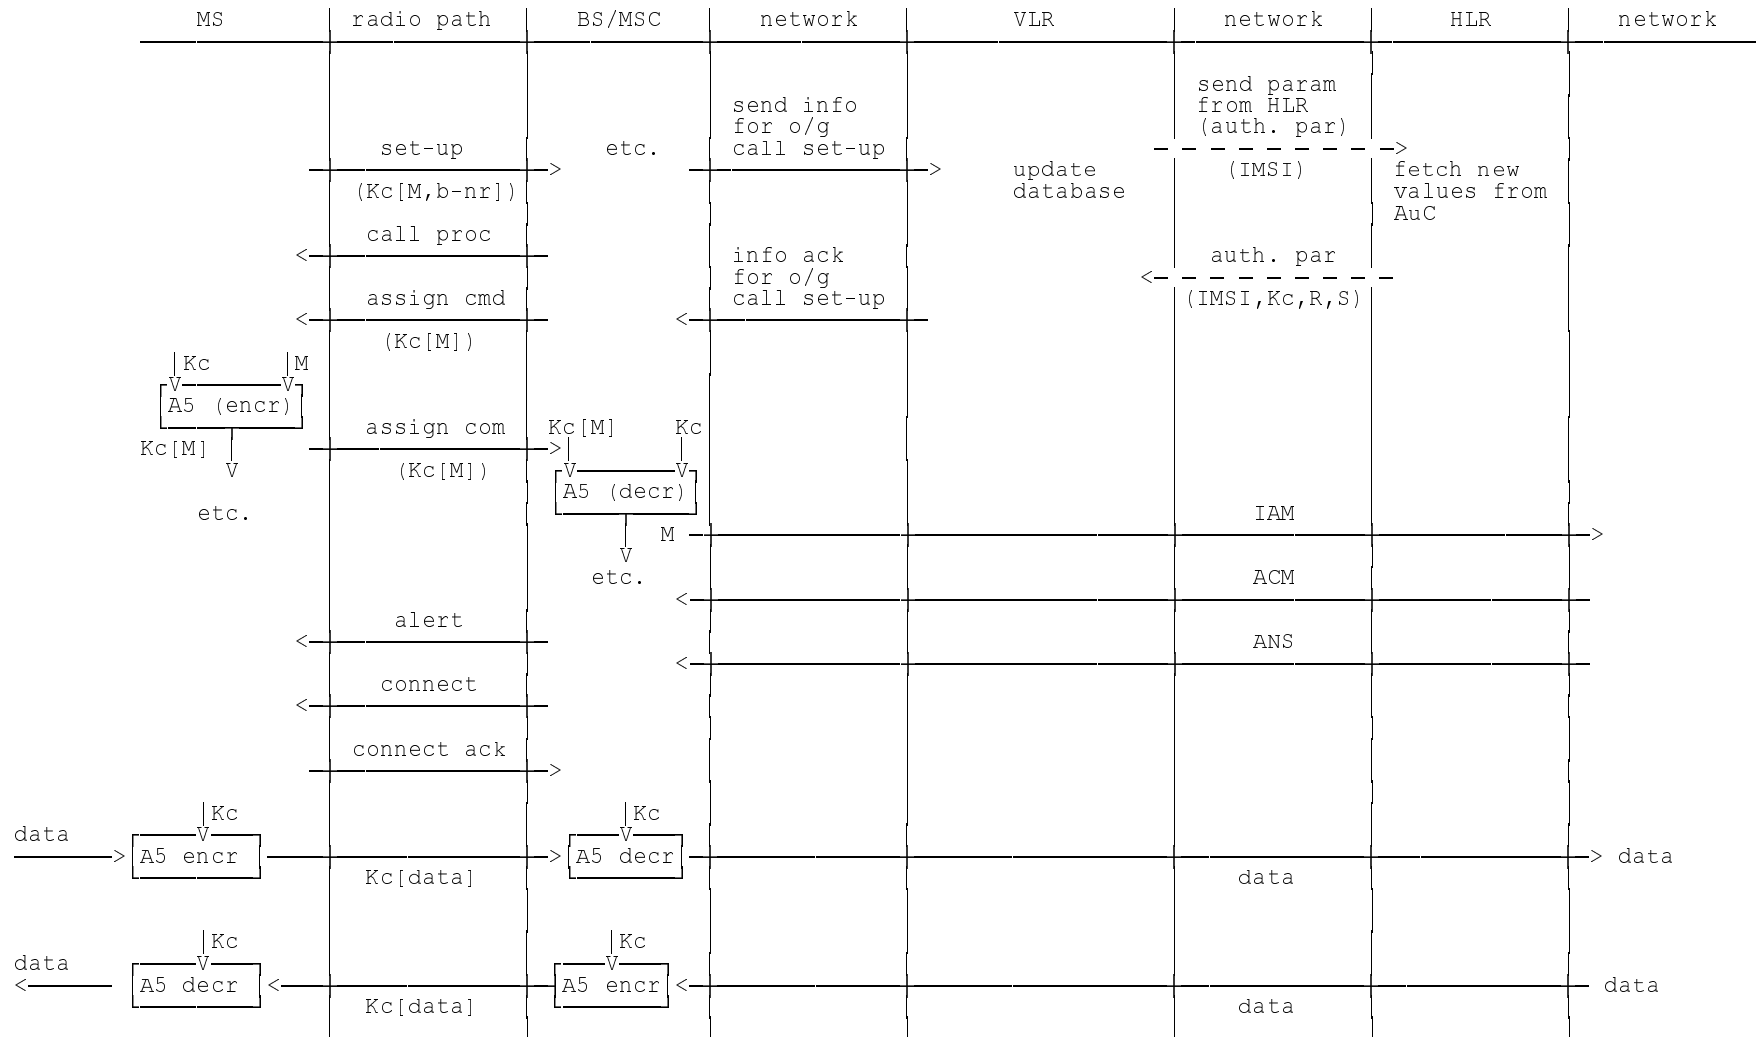 MS radio path BS/MSC network VLR network HLR network
send param
send info from HLR
for o/g (auth. par)
set-up etc. call set-up
update (IMSI) fetch new
(Kc[M,b-nr]) database values from
AuC
call proc
info ack auth. par
for o/g
assign cmd call set-up (IMSI,Kc,R,S)
(Kc[M])
Kc M
A5 (encr)
assign com Kc[M] Kc
Kc[M]
(Kc[M])
A5 (decr)
etc. IAM
M
etc. ACM
alert
ANS
connect
connect ack
Kc Kc
data
A5 encr A5 decr data
Kc[data] data
Kc Kc
data
A5 decr A5 encr data
Kc[data] data